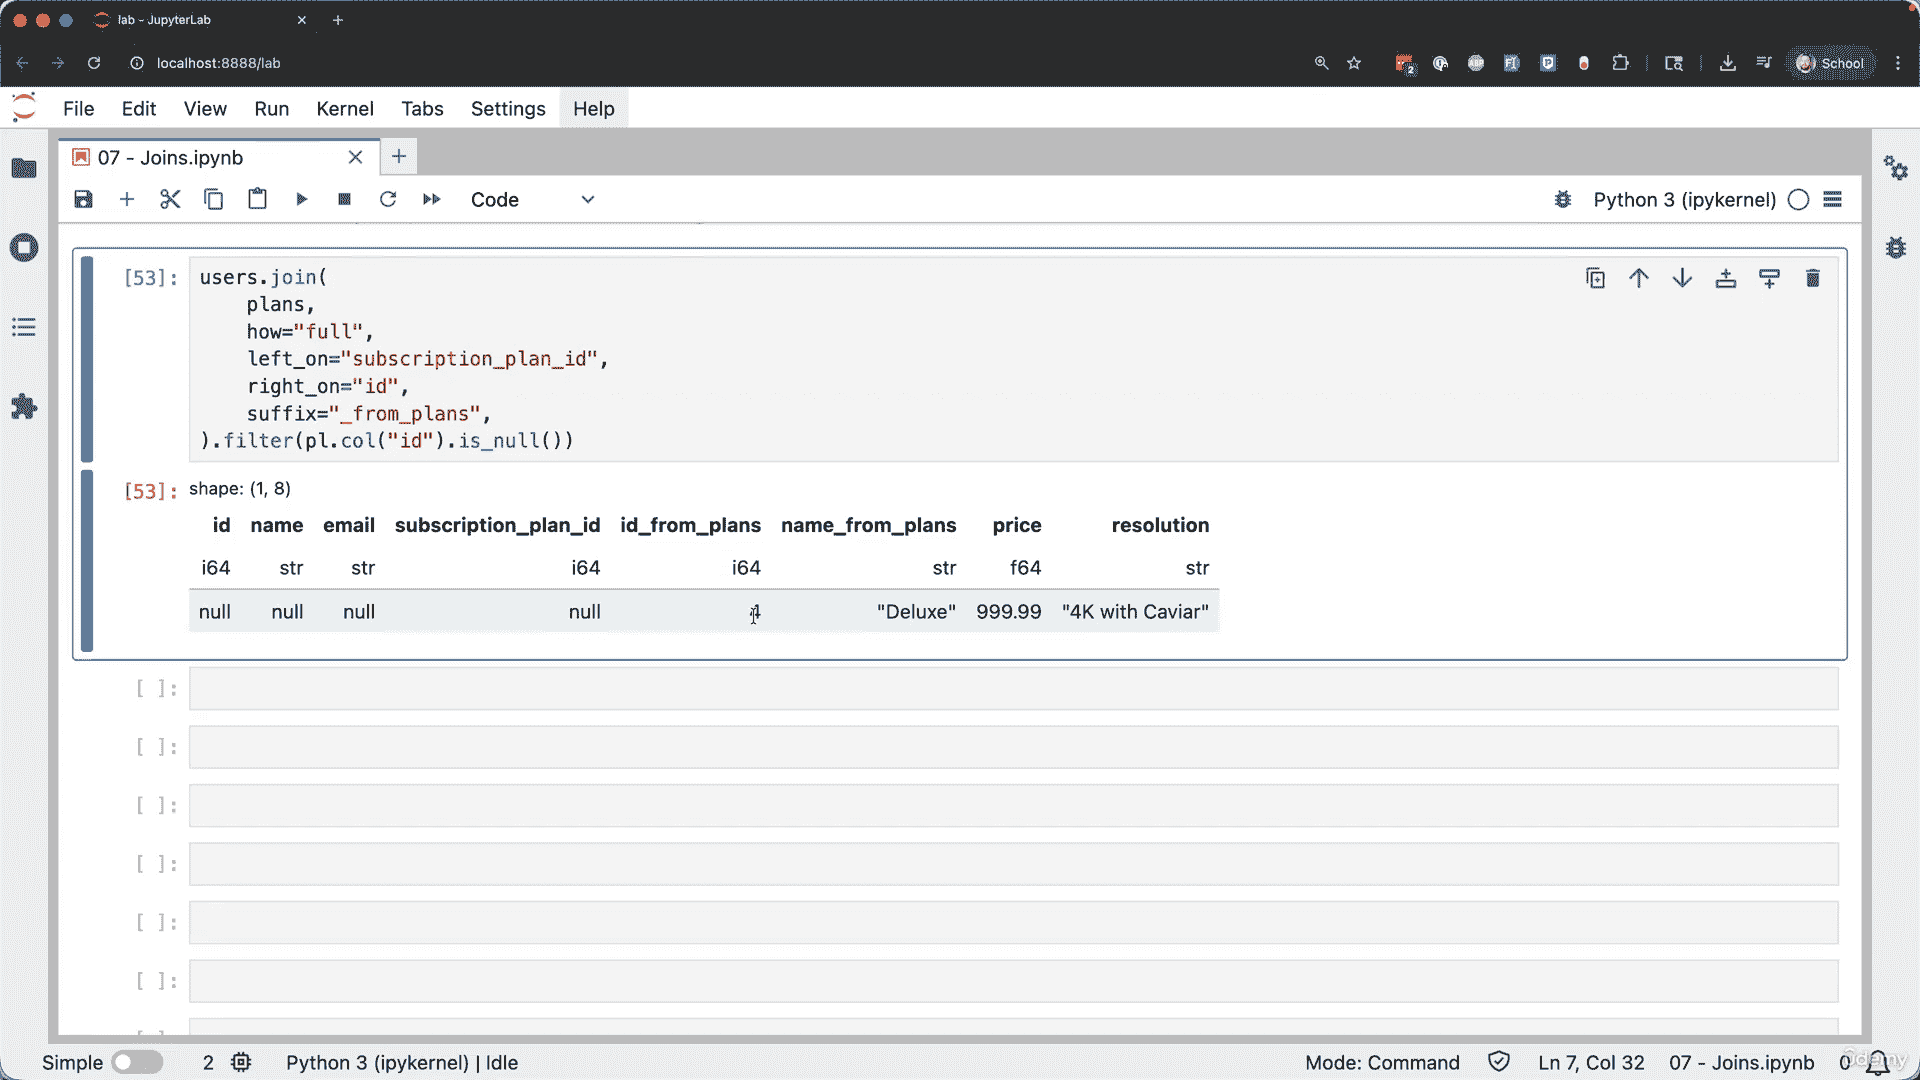 lab - JupyterLab
localhost:8888/lab
2
School
File Edit View Run Kernel Tabs Settings Help
07 - Joins.ipynb
Code
Python 3 (ipykernel)
[53]:
users.join(
    plans,
    how="full",
    left_on="subscription_plan_id",
    right_on="id",
    suffix="_from_plans",
).filter(pl.col("id").is_null())
[53]:
shape: (1, 8)
id name email subscription_plan_id id_from_plans name_from_plans price resolution
i64 str str i64 i64 str f64 str
null null null null 4 "Deluxe" 999.99 "4K with Caviar"
[ ]:
[ ]:
[ ]:
[ ]:
[ ]:
[ ]:
Simple 2 Python 3 (ipykernel) | Idle Mode: Command Ln 7, Col 32 07 - Joins.ipynb 0
udemy